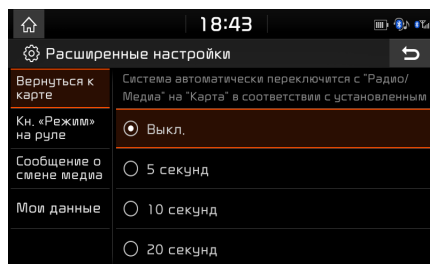 18:43
Расширенные настройки
Вернуться к
карте
Система автоматически переключится с "Радио/
Медиа" на "Карта" в соответствии с установленным
Кн. «Режим»
на руле
Выкл.
Сообщение о
смене медиа
5 секунд
Мои данные
10 секунд
20 секунд